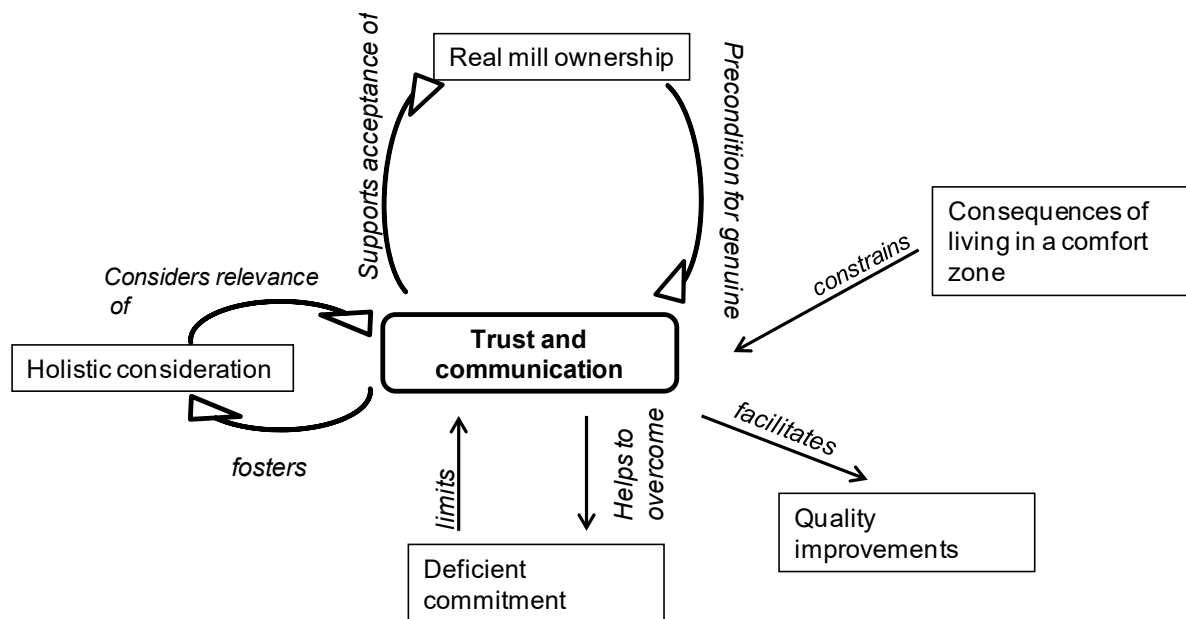 Real mill ownership
Supports acceptance of
Precondition for genuine
Consequences of
living in a comfort
zone
constrains
Considers relevance
of
Trust and
communication
Holistic consideration
fosters
limits
Helps to
overcome
facilitates
Quality
improvements
Deficient
commitment